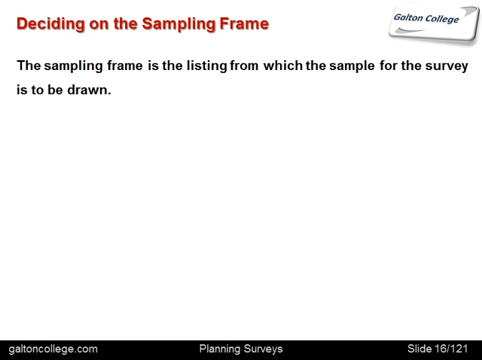 Deciding on the Sampling Frame
Galton College
The sampling frame is the listing from which the sample for the survey
is to be drawn.
galtoncollege.com
Planning Surveys
Slide 16/121